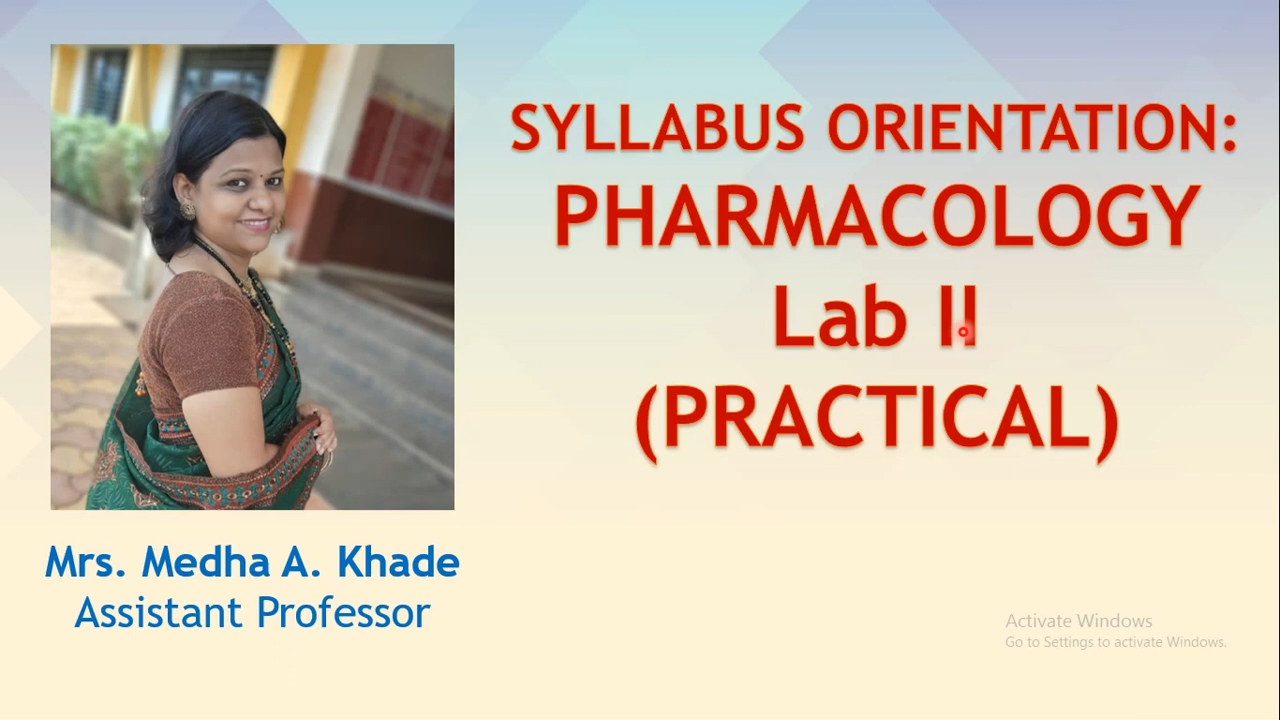 SYLLABUS ORIENTATION:
PHARMACOLOGY
Lab II
(PRACTICAL)
Mrs. Medha A. Khade
Assistant Professor
Activate Windows
Go to Settings to activate Windows.